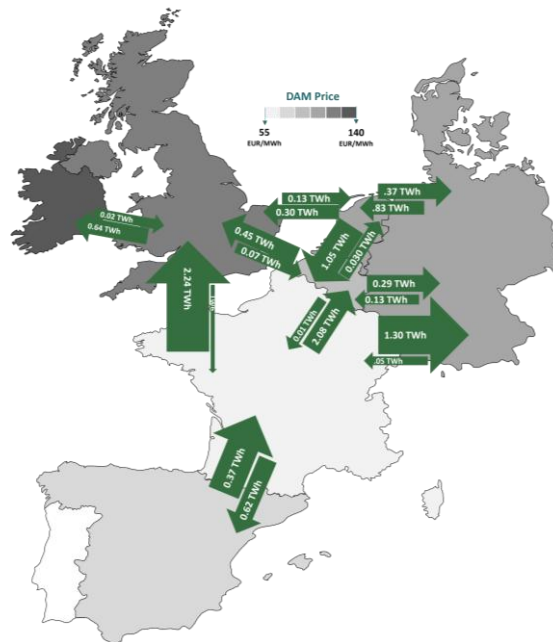 DAM Price
55 140
EUR/MWh EUR/MWh
0.13 TWh
0.30 TWh
.37 TWh
.83 TWh
0.02 TWh
0.64 TWh
0.45 TWh
0.07 TWh
1.05 TWh
0.030 TWh
2.24 TWh
0.29 TWh
0.13 TWh
0.01 TWh
2.08 TWh
1.30 TWh
.05 TWh
0.37 TWh
0.62 TWh